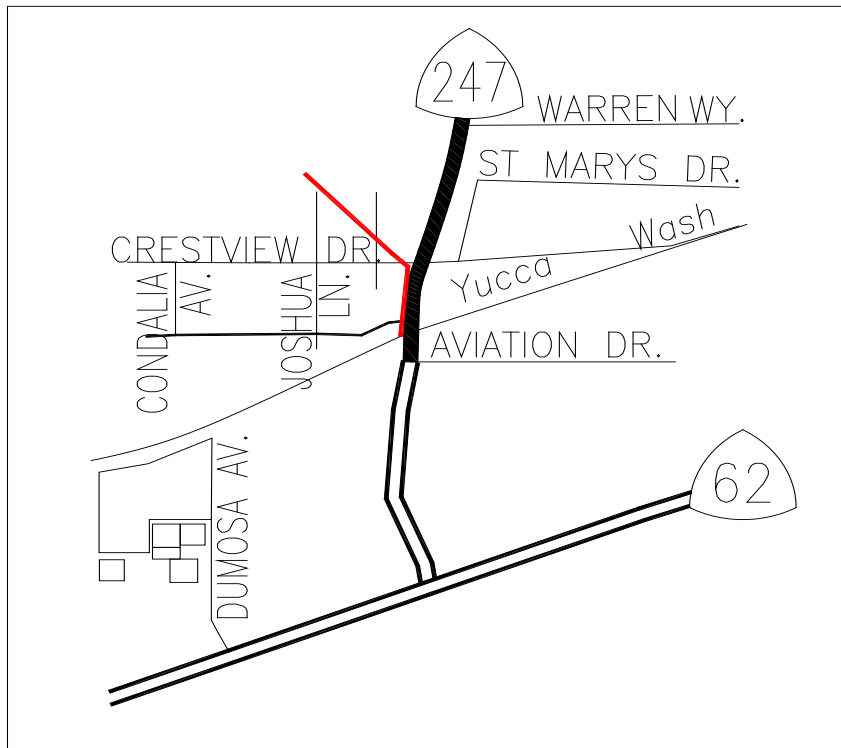 247
WARREN WY.
ST MARYS DR.
CRESTVIEW DR.
Yucca Wash
CONDALIA AV.
JOSHUA LN.
AVIATION DR.
DUMOSA AV.
62